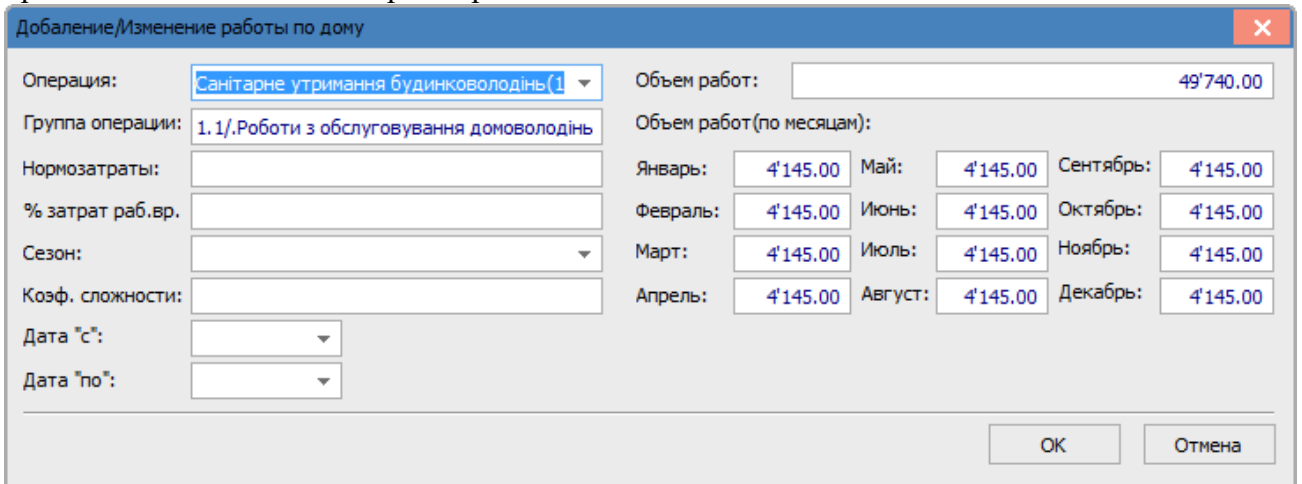 Добаление/Изменение работы по дому
Операция: Санітарне утримання будинковолодінь(1
Объем работ: 49'740.00
Группа операции: 1.1/.Роботи з обслуговування домоволодінь
Объем работ(по месяцам):
Нормозатраты:
Январь: 4'145.00 Май: 4'145.00 Сентябрь: 4'145.00
% затрат раб.вр.
Февраль: 4'145.00 Июнь: 4'145.00 Октябрь: 4'145.00
Сезон:
Март: 4'145.00 Июль: 4'145.00 Ноябрь: 4'145.00
Коэф. сложности:
Апрель: 4'145.00 Август: 4'145.00 Декабрь: 4'145.00
Дата "с":
Дата "по":
ОК Отмена